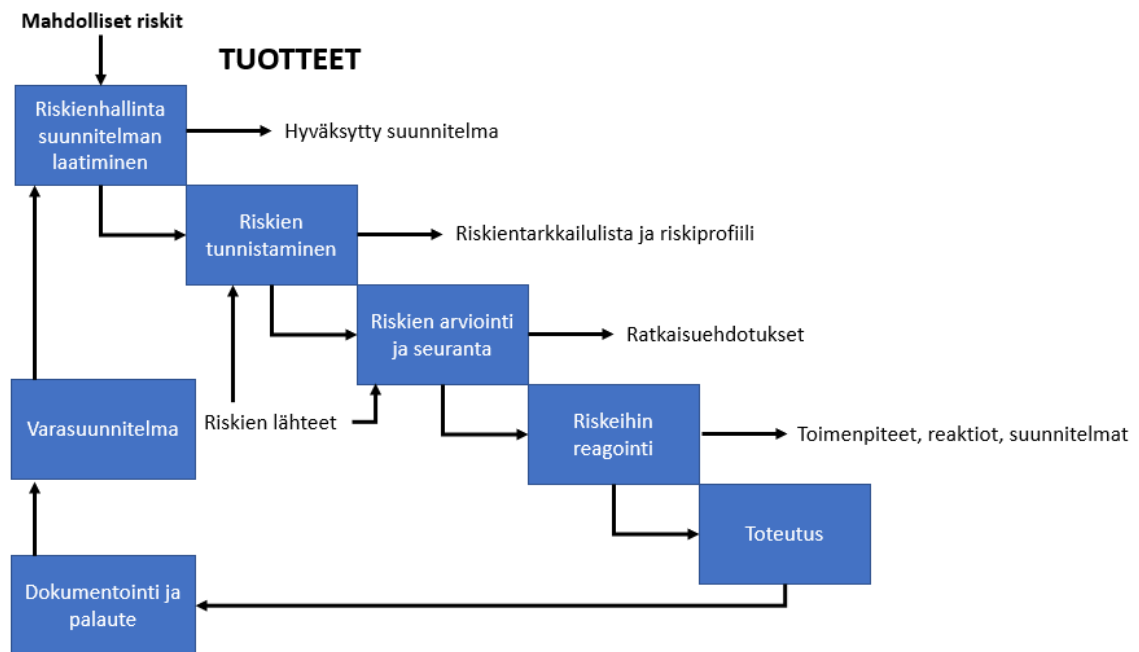 Mahdolliset riskit
TUOTTEET
Riskienhallinta
suunnitelman
laatiminen
Hyväksytty suunnitelma
Riskien
tunnistaminen
Riskientarkkailulista ja riskiprofiili
Riskien arviointi
ja seuranta
Ratkaisuehdotukset
Varasuunnitelma
Riskien lähteet
Riskeihin
reagointi
Toimenpiteet, reaktiot, suunnitelmat
Toteutus
Dokumentointi ja
palaute